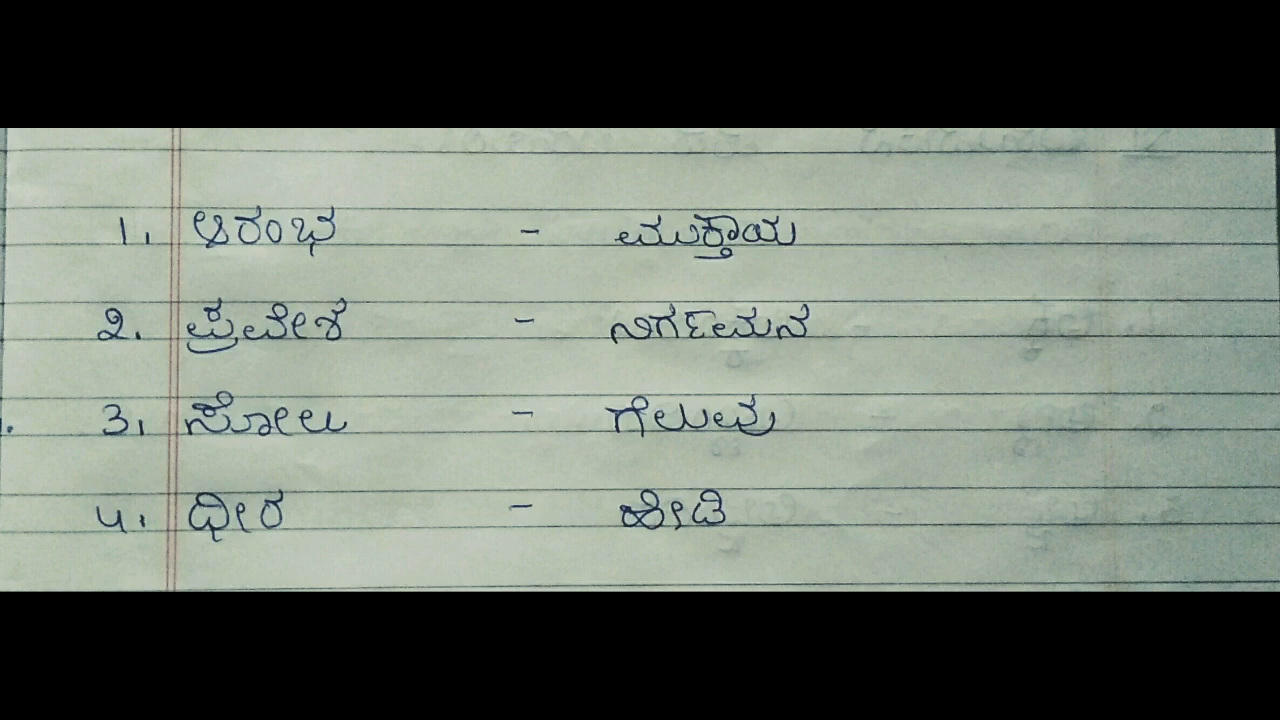 1. ಆರಂಭ - ಮುಕ್ತಾಯ
2. ಪ್ರವೇಶ - ನಿರ್ಗಮನ
3. ಸೋಲು - ಗೆಲುವು
4. ಧೀರ - ಹೇಡಿ